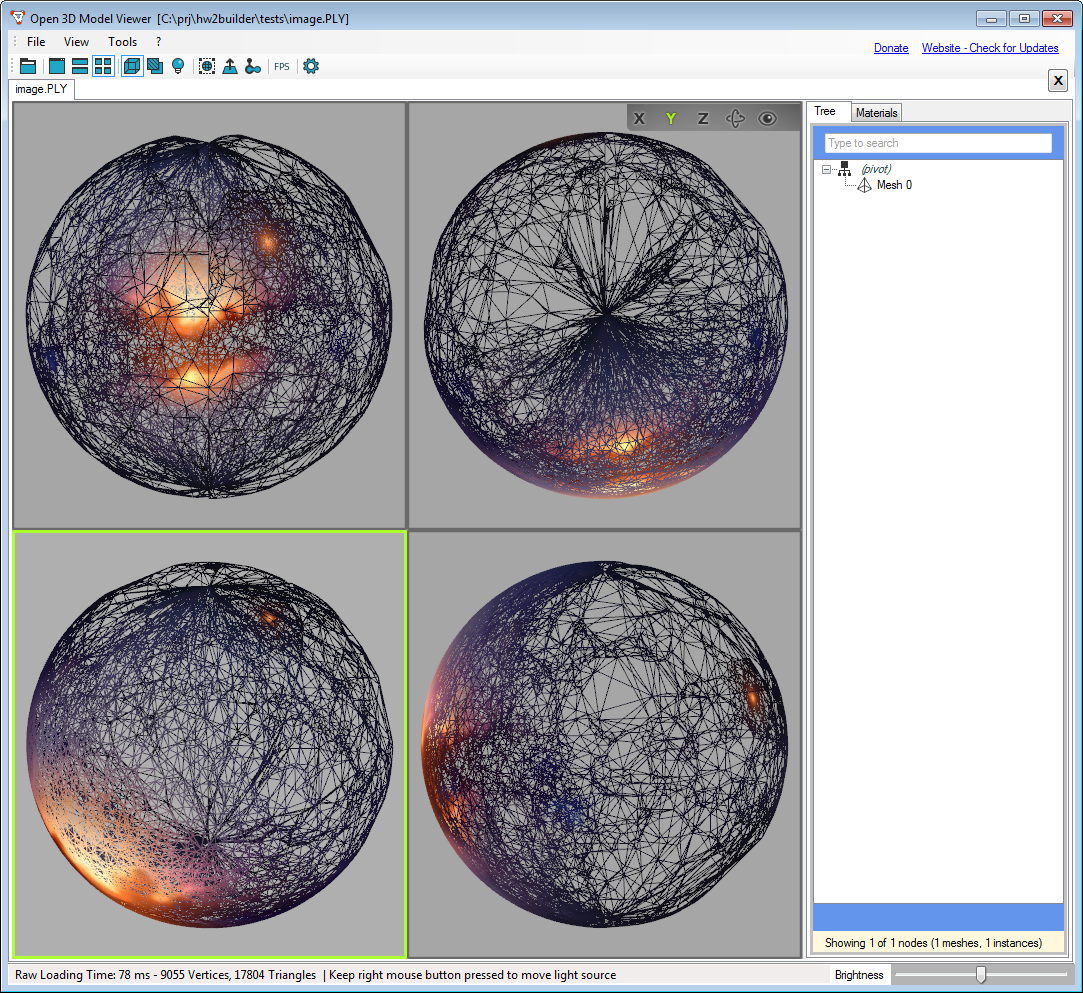 Open 3D Model Viewer [C:\prj\hw2builder\tests\image.PLY]
File View Tools ?
Donate Website - Check for Updates
FPS
image.PLY
X
X Y Z
Tree Materials
Type to search
(pivot)
Mesh 0
Showing 1 of 1 nodes (1 meshes, 1 instances)
Raw Loading Time: 78 ms - 9055 Vertices, 17804 Triangles | Keep right mouse button pressed to move light source
Brightness